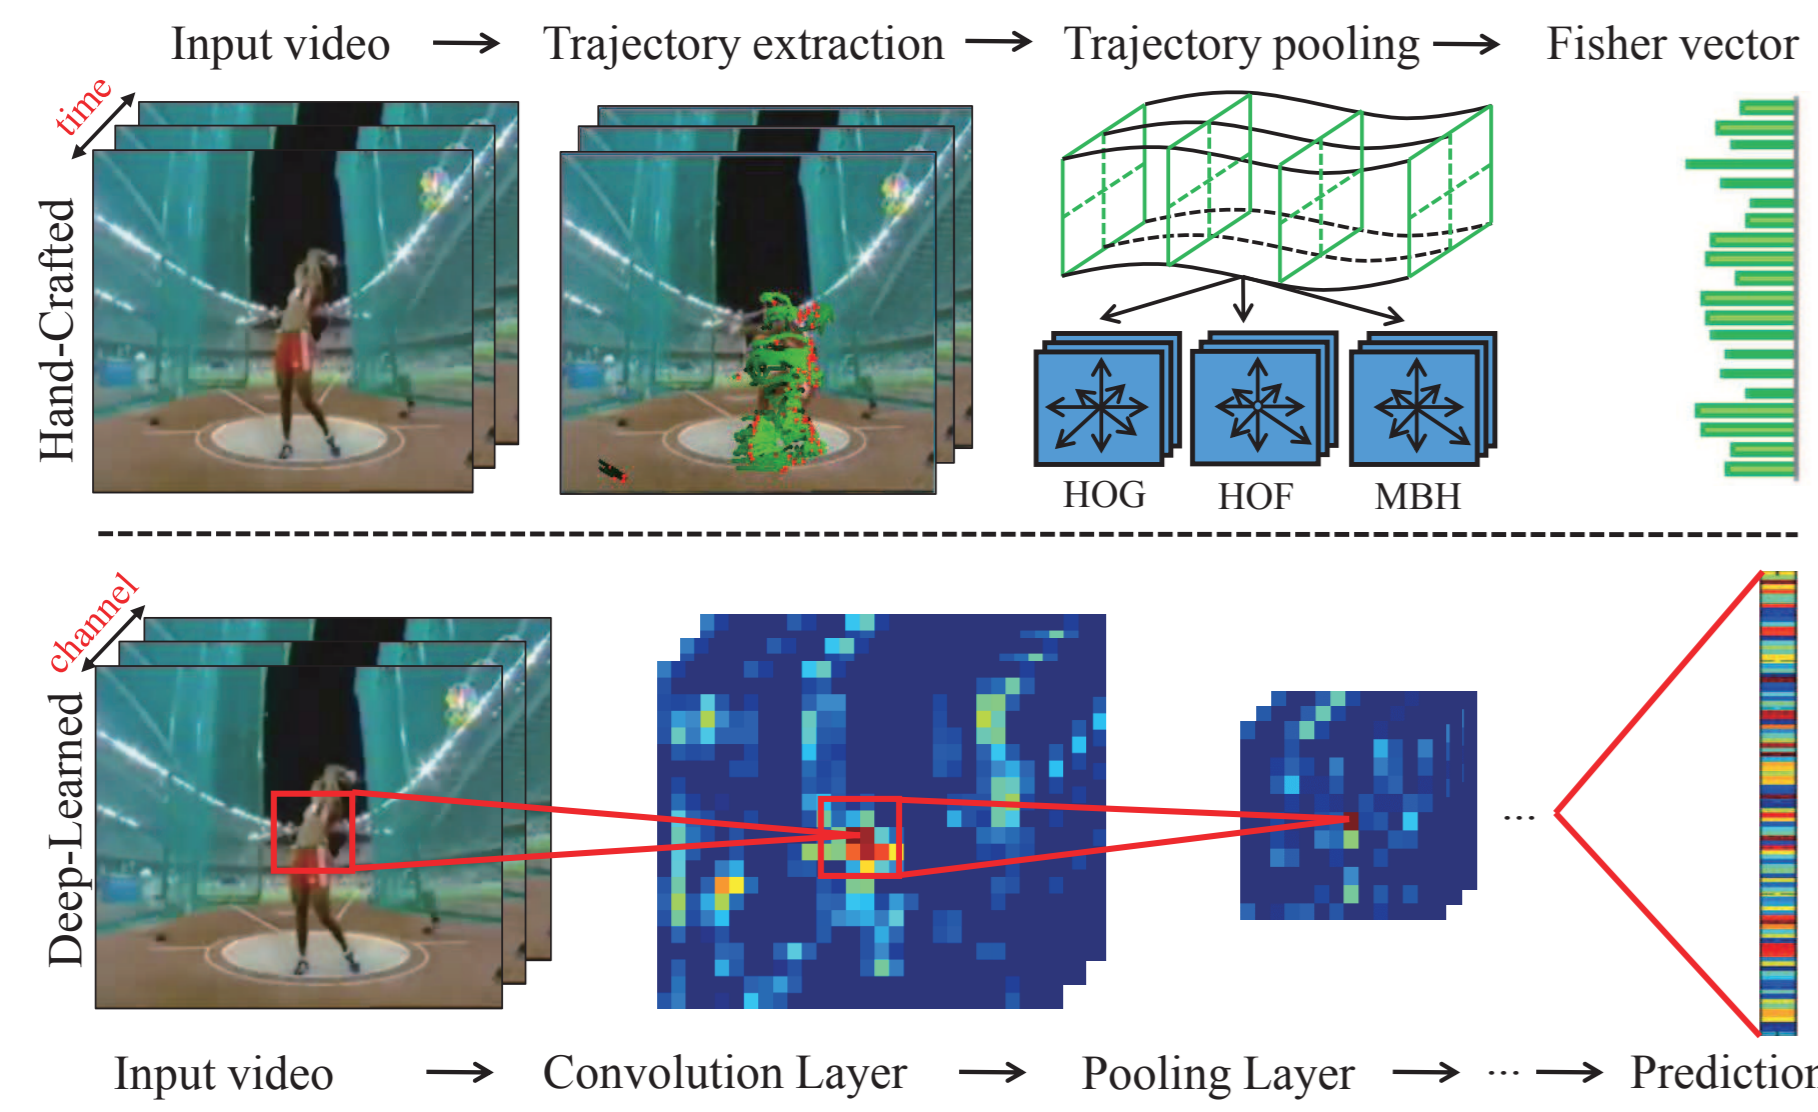 Input video → Trajectory extraction → Trajectory pooling → Fisher vector
time
Hand-Crafted
HOG HOF MBH
channel
Deep-Learned
...
Input video → Convolution Layer → Pooling Layer → ... → Prediction